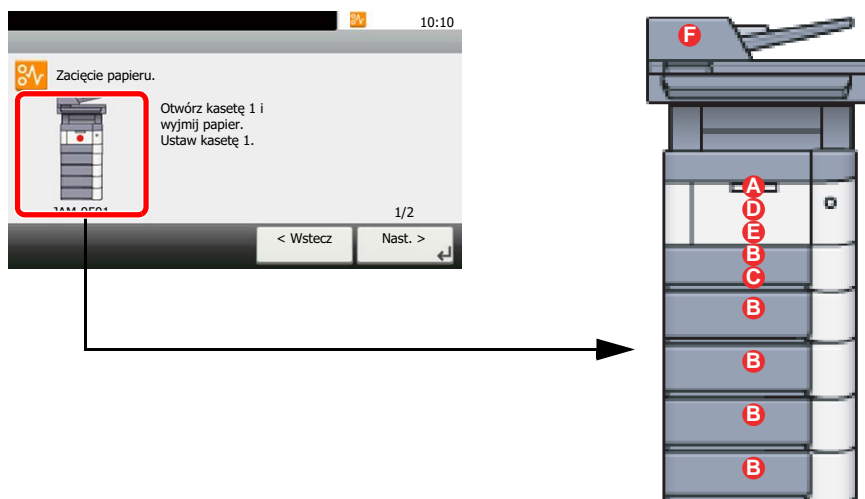 10:10
Zacięcie papieru.
Otwórz kasetę 1 i
wyjmij papier.
Ustaw kasetę 1.
1/2
< Wstecz
Nast. >
F
A
D
E
B
C
B
B
B
B